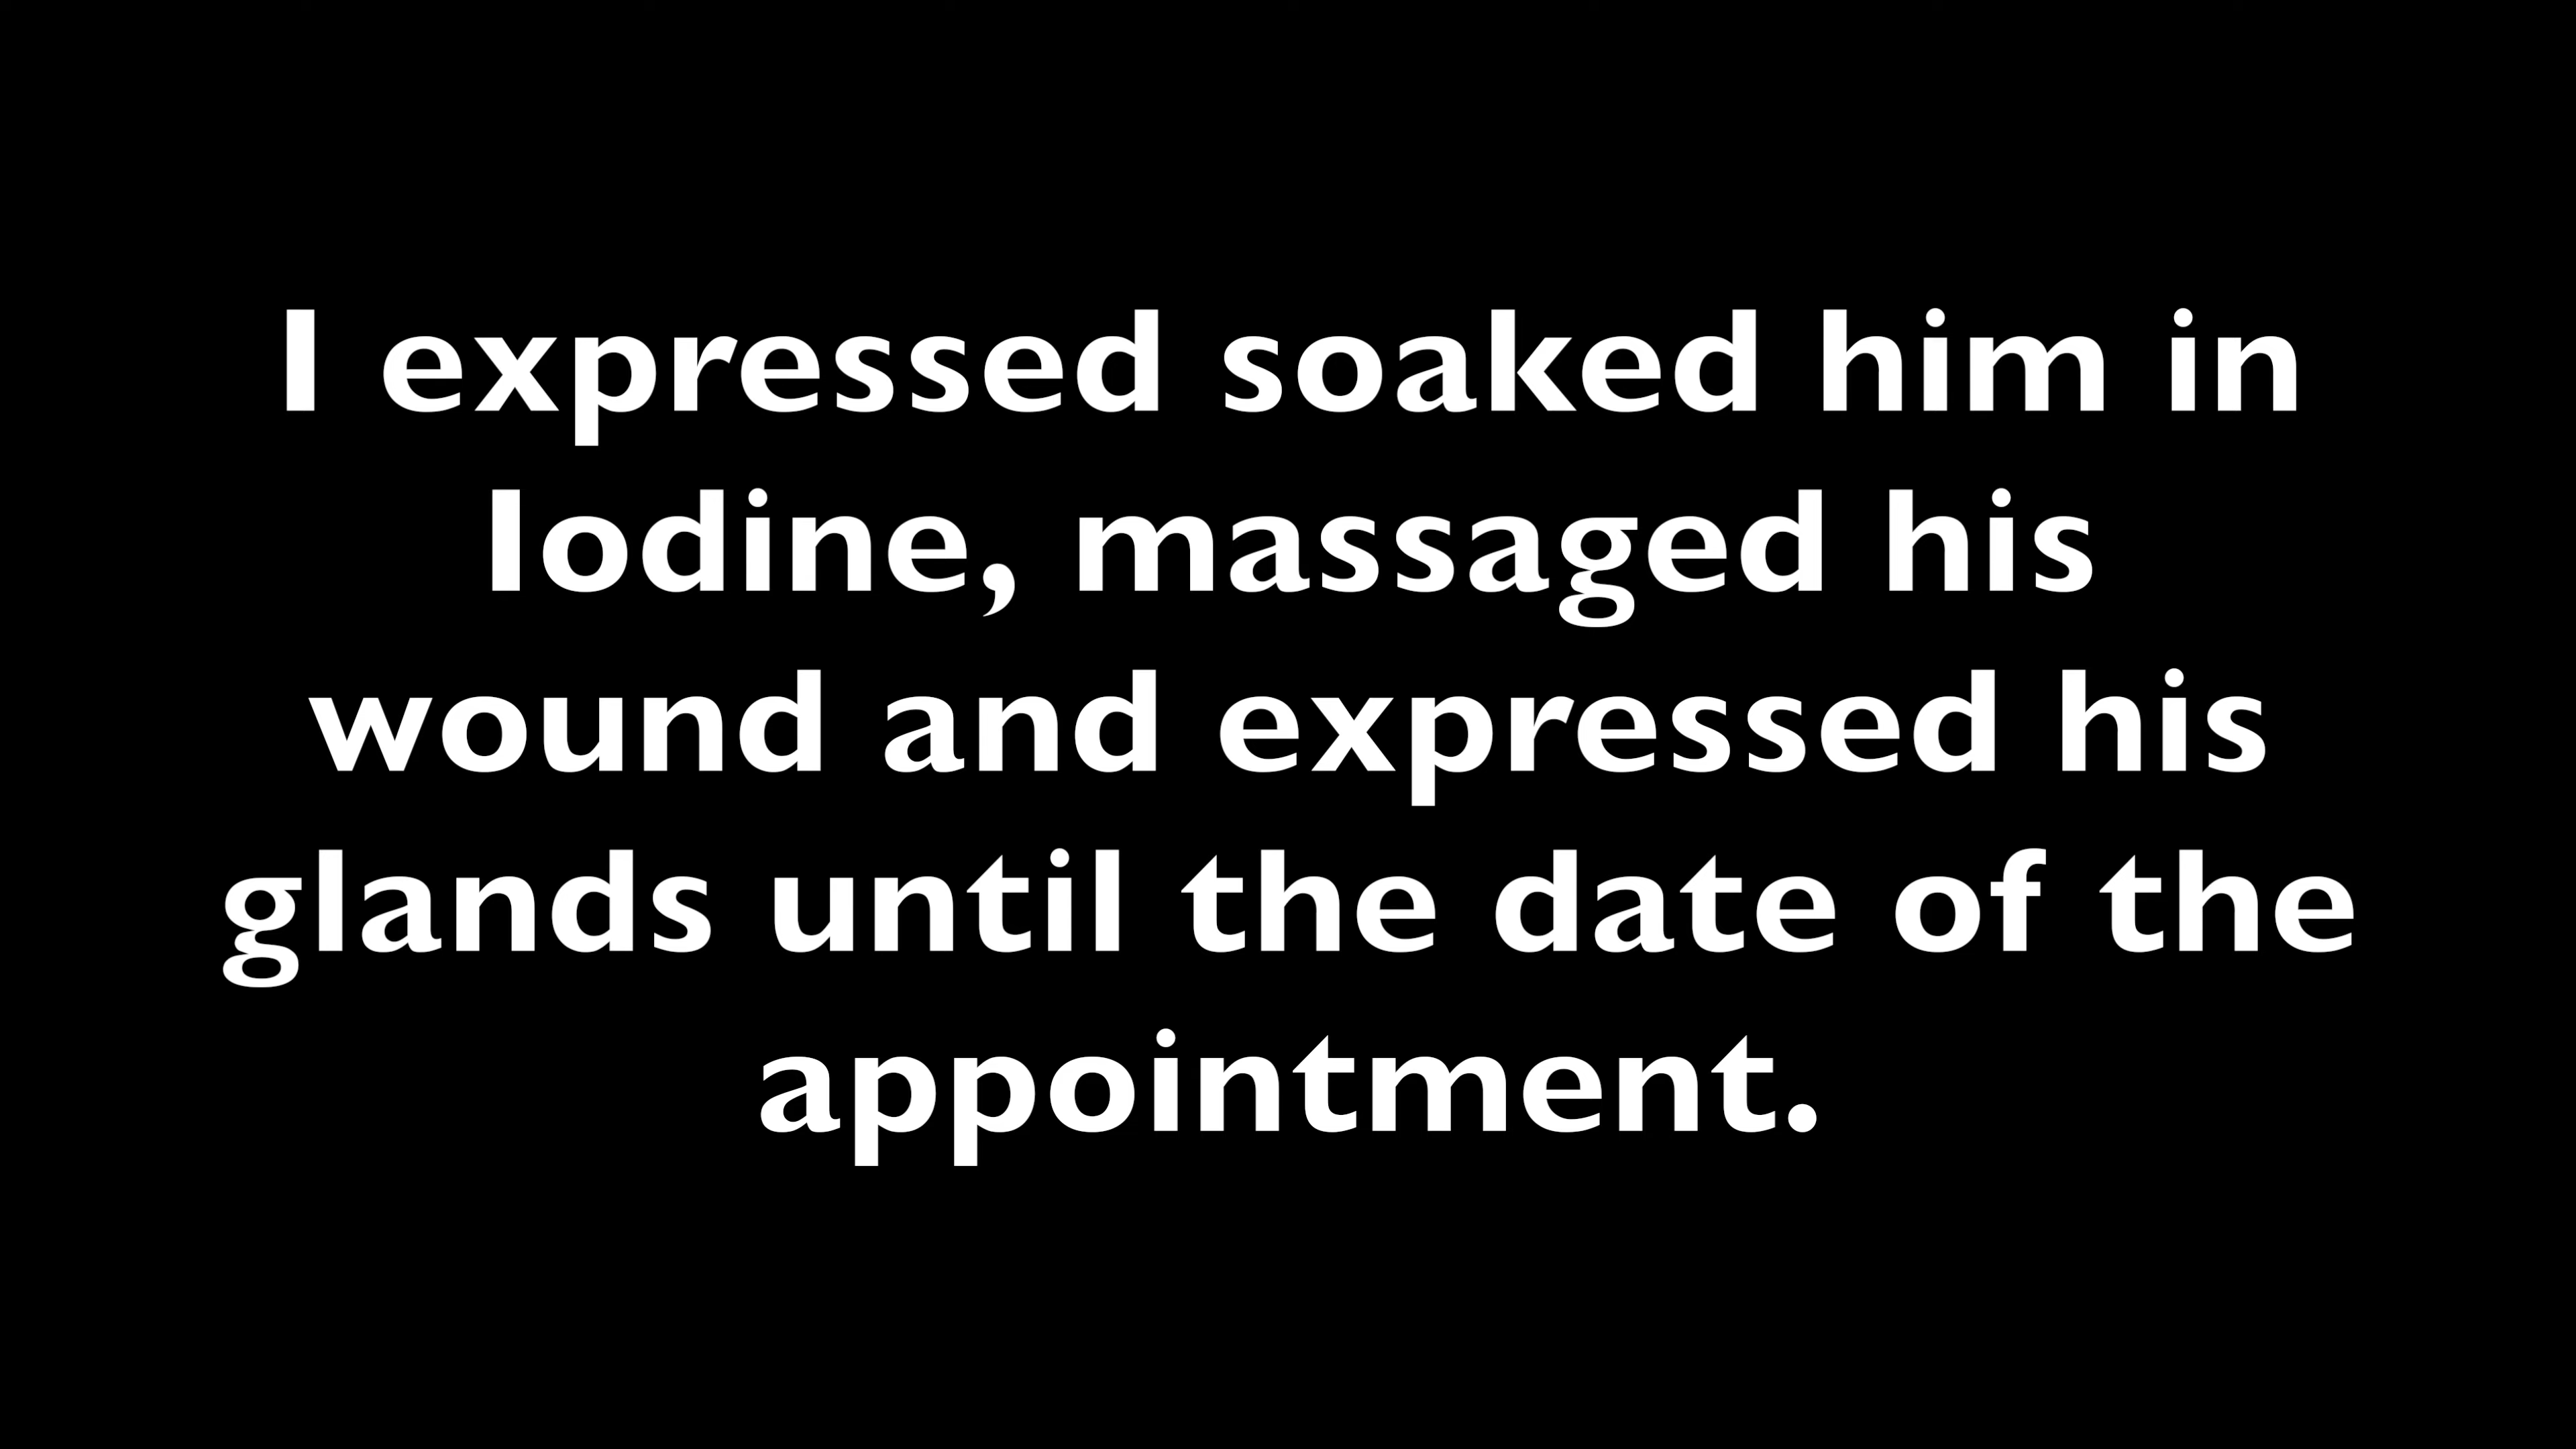 I expressed soaked him in
Iodine, massaged his
wound and expressed his
glands until the date of the
appointment.